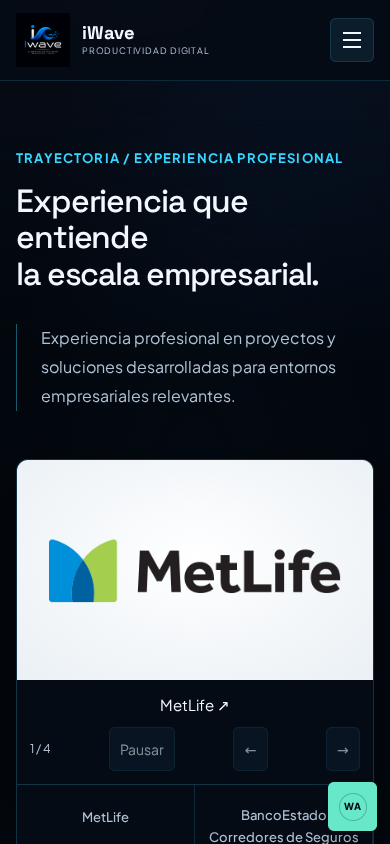 iwave
iWave
PRODUCTIVIDAD DIGITAL
TRAYECTORIA / EXPERIENCIA PROFESIONAL
Experiencia que
entiende
la escala empresarial.
Experiencia profesional en proyectos y
soluciones desarrolladas para entornos
empresariales relevantes.
MetLife
MetLife ↗
1 / 4
Pausar
←
→
MetLife
BancoEstado
Corredores de Seguros
WA